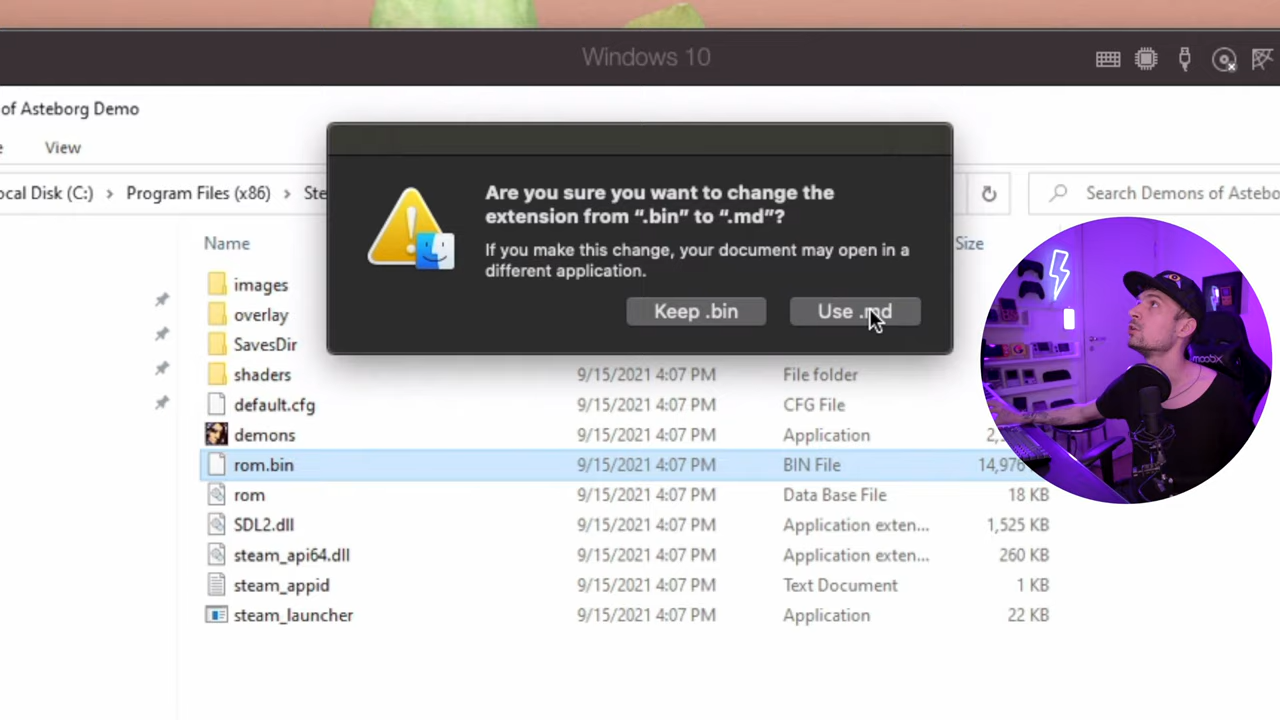 Windows 10
of Asteborg Demo
View
ocal Disk (C:) > Program Files (x86) > Ste
Search Demons of Astebo
Are you sure you want to change the
extension from “.bin” to “.md”?
If you make this change, your document may open in a
different application.
Keep .bin
Use .md
Name
Size
images
overlay
SavesDir
shaders 9/15/2021 4:07 PM File folder
default.cfg 9/15/2021 4:07 PM CFG File
demons 9/15/2021 4:07 PM Application 2,5
rom.bin 9/15/2021 4:07 PM BIN File 14,976
rom 9/15/2021 4:07 PM Data Base File 18 KB
SDL2.dll 9/15/2021 4:07 PM Application exten... 1,525 KB
steam_api64.dll 9/15/2021 4:07 PM Application exten... 260 KB
steam_appid 9/15/2021 4:07 PM Text Document 1 KB
steam_launcher 9/15/2021 4:07 PM Application 22 KB